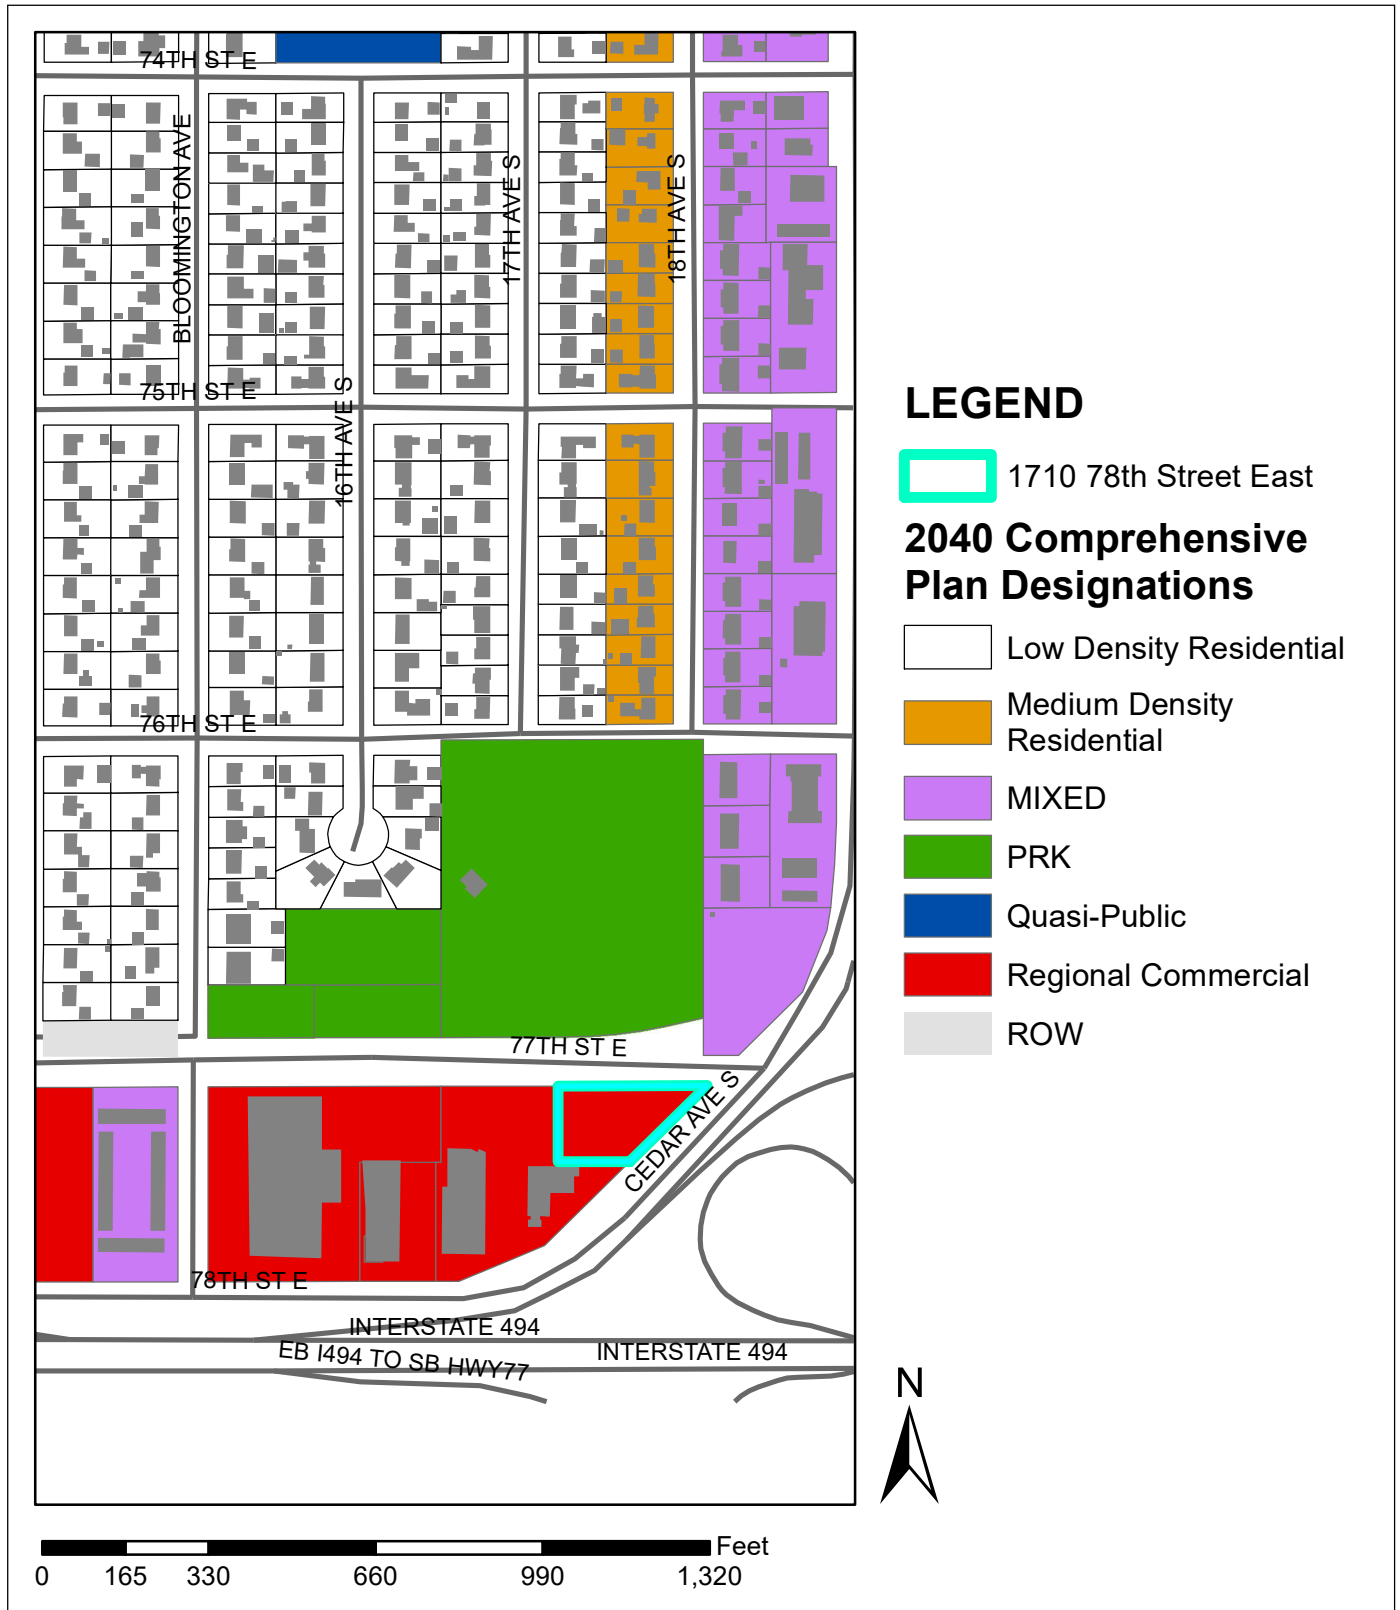 74TH ST E
BLOOMINGTON AVE
17TH AVE S
18TH AVE S
75TH ST E
16TH AVE S
76TH ST E
77TH ST E
CEDAR AVE S
78TH ST E
INTERSTATE 494
EB I494 TO SB HWY77
INTERSTATE 494
LEGEND
1710 78th Street East
2040 Comprehensive
Plan Designations
Low Density Residential
Medium Density
Residential
MIXED
PRK
Quasi-Public
Regional Commercial
ROW
N
Feet
0 165 330 660 990 1,320